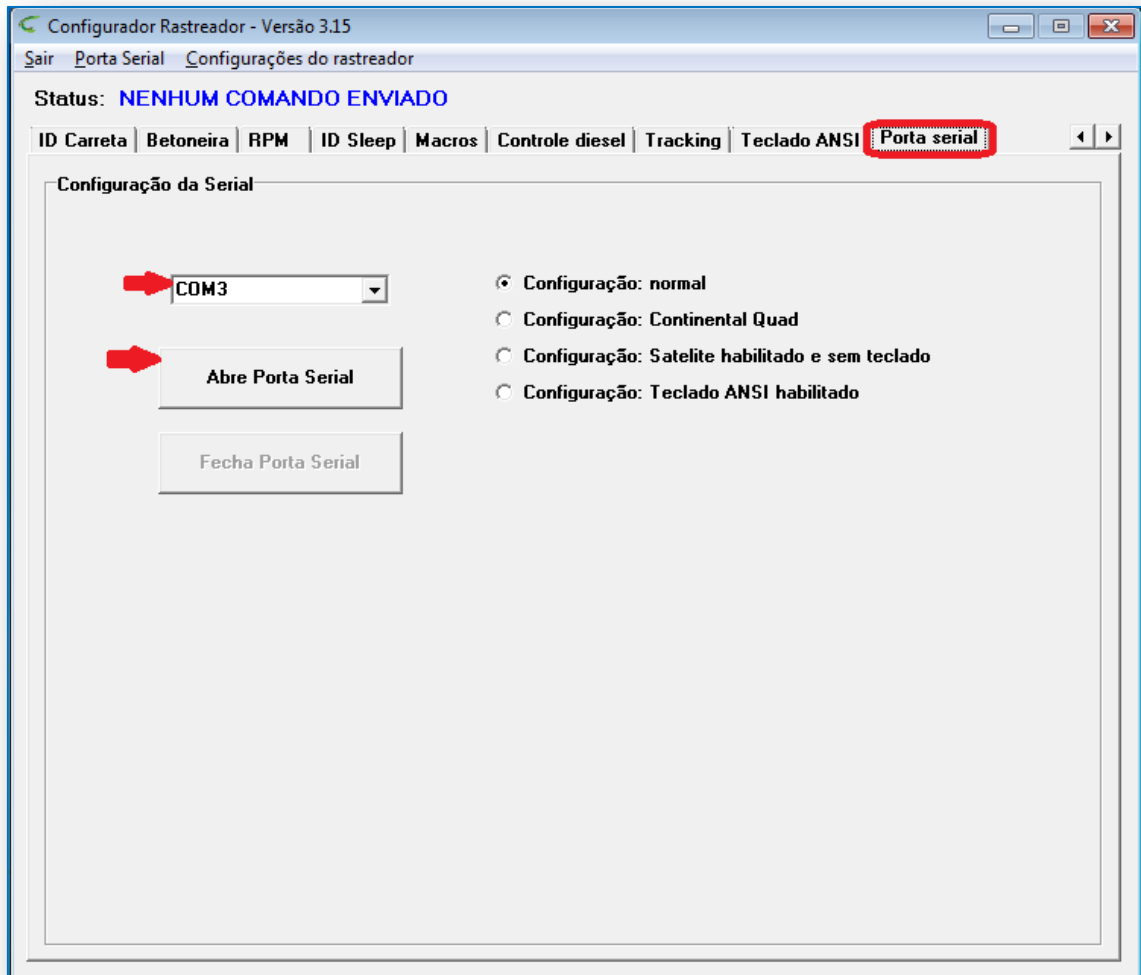 Configurador Rastreador - Versão 3.15
Sair Porta Serial Configurações do rastreador
Status: NENHUM COMANDO ENVIADO
ID Carreta Betoneira RPM ID Sleep Macros Controle diesel Tracking Teclado ANSI Porta serial
Configuração da Serial
COM3
Abre Porta Serial
Fecha Porta Serial
Configuração: normal
Configuração: Continental Quad
Configuração: Satelite habilitado e sem teclado
Configuração: Teclado ANSI habilitado